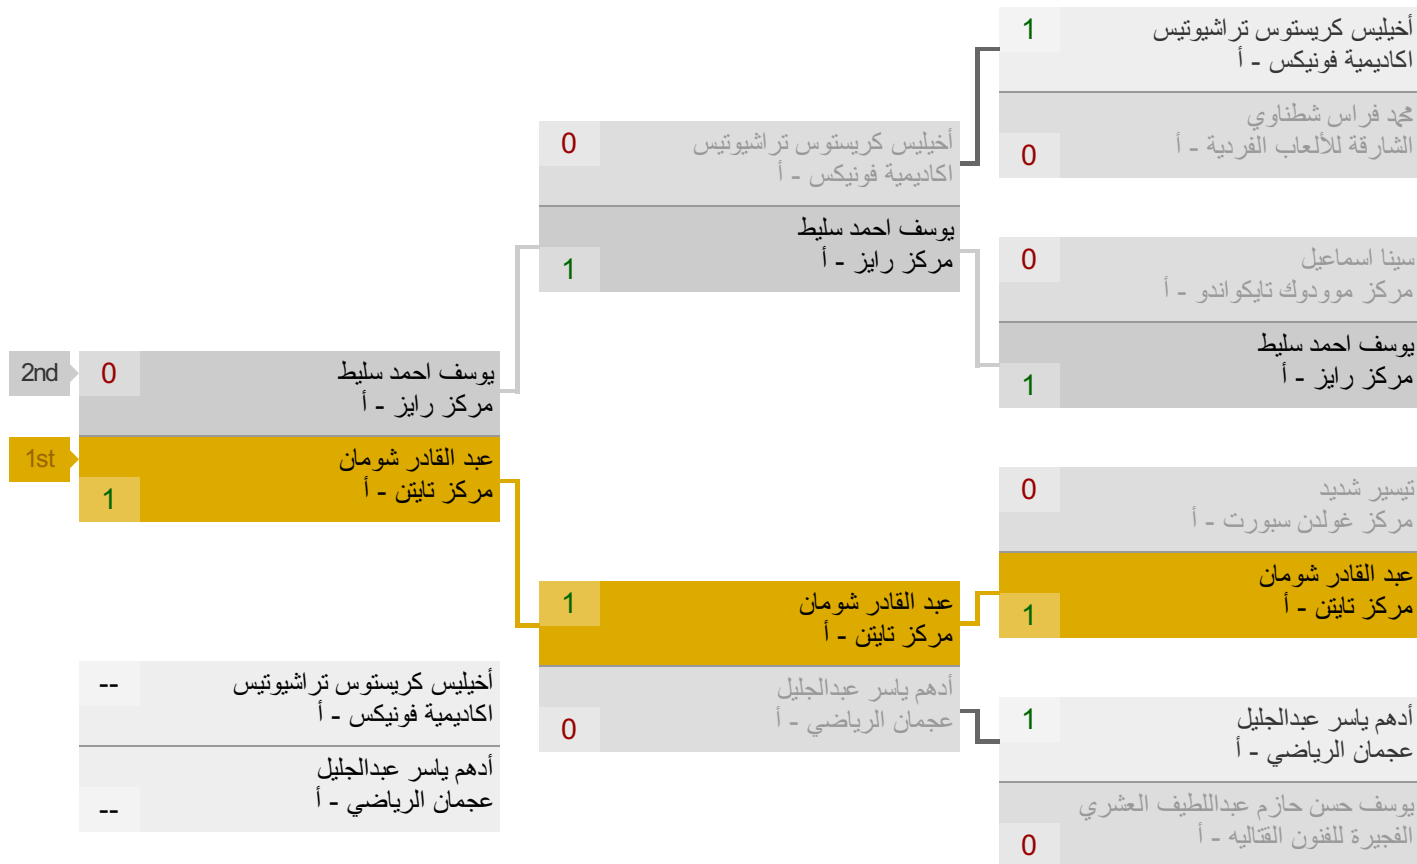 1
أخيليس كريستوس تراشيوتيس
اكاديمية فونيكس - أ
محمد فراس شطناوي
الشارقة للألعاب الفردية - أ
0
0
سينا اسماعيل
مركز موودوك تايكواندو - أ
يوسف احمد سليط
مركز رايز - أ
1
0
تيسير شديد
مركز غولدن سبورت - أ
عبد القادر شومان
مركز تايتن - أ
1
1
أدهم ياسر عبدالجليل
عجمان الرياضي - أ
يوسف حسن حازم عبداللطيف العشري
الفجيرة للفنون القتاليه - أ
0
0
أخيليس كريستوس تراشيوتيس
اكاديمية فونيكس - أ
يوسف احمد سليط
مركز رايز - أ
1
1
عبد القادر شومان
مركز تايتن - أ
أدهم ياسر عبدالجليل
عجمان الرياضي - أ
0
2nd
0
يوسف احمد سليط
مركز رايز - أ
1st
عبد القادر شومان
مركز تايتن - أ
1
--
أخيليس كريستوس تراشيوتيس
اكاديمية فونيكس - أ
أدهم ياسر عبدالجليل
عجمان الرياضي - أ
--